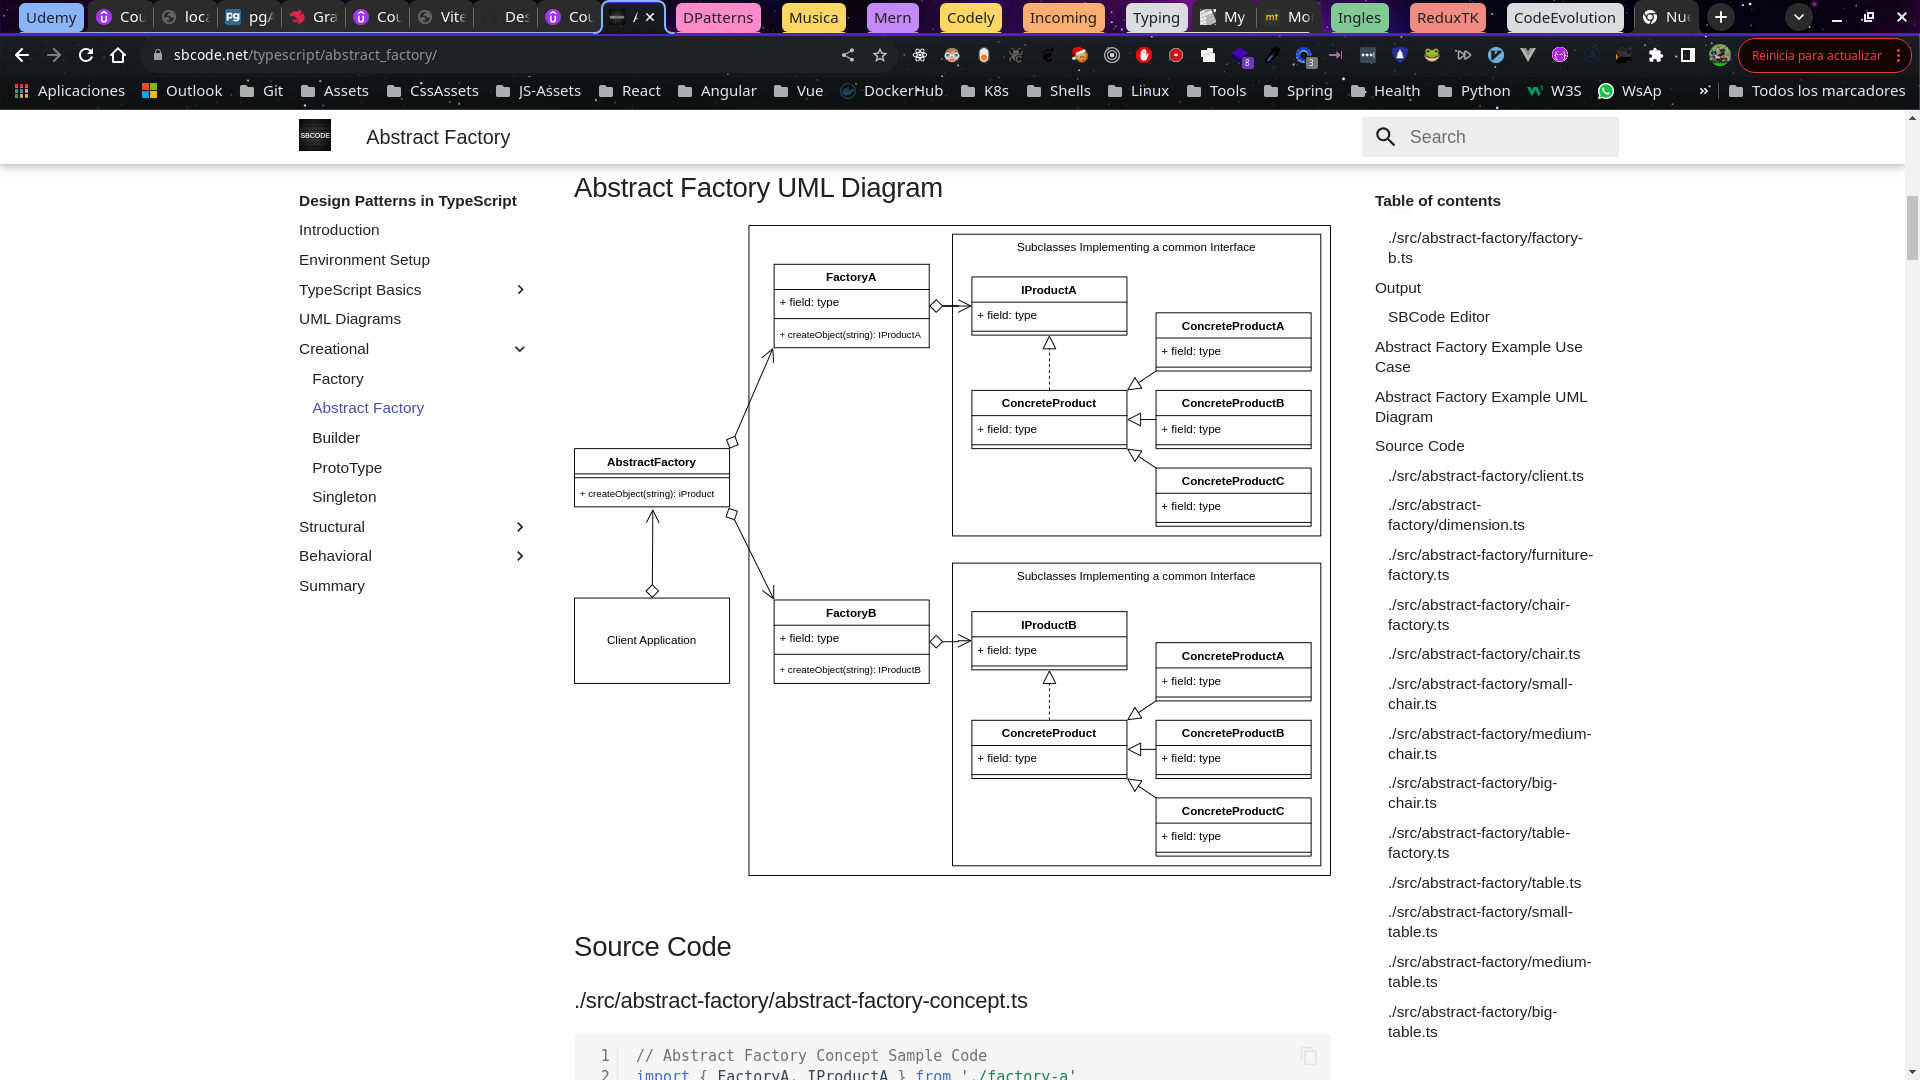 Udemy
Cou
loca
pgA
Gra
Cou
Vite
Des
Cou
DPatterns
Musica
Mern
Codely
Incoming
Typing
My
Mo
Ingles
ReduxTK
CodeEvolution
Nue
sbcode.net/typescript/abstract_factory/
8
3
Reinicia para actualizar
Aplicaciones
Outlook
Git
Assets
CssAssets
JS-Assets
React
Angular
Vue
DockerHub
K8s
Shells
Linux
Tools
Spring
Health
Python
W3S
WsAp
»
Todos los marcadores
SBCODE
Abstract Factory
Search
Design Patterns in TypeScript
Introduction
Environment Setup
TypeScript Basics
UML Diagrams
Creational
Factory
Abstract Factory
Builder
ProtoType
Singleton
Structural
Behavioral
Summary
Abstract Factory UML Diagram
Subclasses Implementing a common Interface
FactoryA
+ field: type
+ createObject(string): IProductA
IProductA
+ field: type
ConcreteProductA
+ field: type
ConcreteProduct
+ field: type
ConcreteProductB
+ field: type
ConcreteProductC
+ field: type
AbstractFactory
+ createObject(string): iProduct
Client Application
Subclasses Implementing a common Interface
FactoryB
+ field: type
+ createObject(string): IProductB
IProductB
+ field: type
ConcreteProductA
+ field: type
ConcreteProduct
+ field: type
ConcreteProductB
+ field: type
ConcreteProductC
+ field: type
Source Code
./src/abstract-factory/abstract-factory-concept.ts
1 // Abstract Factory Concept Sample Code
2 import { FactoryA, IProductA } from './factory-a'
Table of contents
./src/abstract-factory/factory-
b.ts
Output
SBCode Editor
Abstract Factory Example Use
Case
Abstract Factory Example UML
Diagram
Source Code
./src/abstract-factory/client.ts
./src/abstract-
factory/dimension.ts
./src/abstract-factory/furniture-
factory.ts
./src/abstract-factory/chair-
factory.ts
./src/abstract-factory/chair.ts
./src/abstract-factory/small-
chair.ts
./src/abstract-factory/medium-
chair.ts
./src/abstract-factory/big-
chair.ts
./src/abstract-factory/table-
factory.ts
./src/abstract-factory/table.ts
./src/abstract-factory/small-
table.ts
./src/abstract-factory/medium-
table.ts
./src/abstract-factory/big-
table.ts